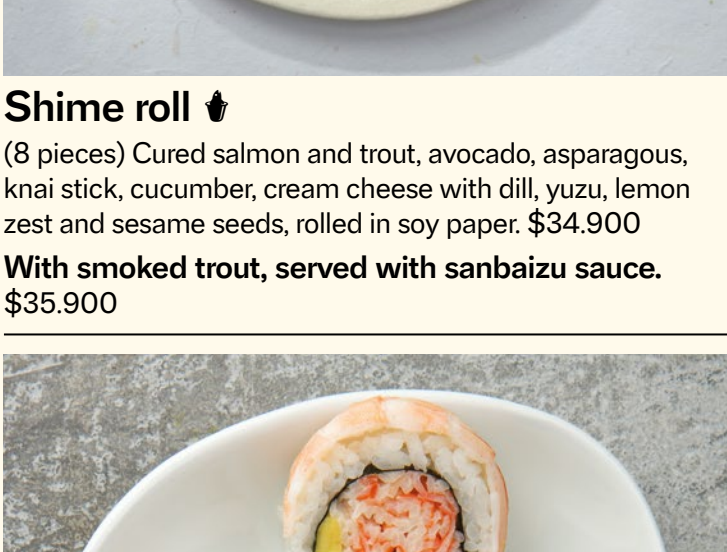 Shime roll
(8 pieces) Cured salmon and trout, avocado, asparagous,
knai stick, cucumber, cream cheese with dill, yuzu, lemon
zest and sesame seeds, rolled in soy paper. $34.900
With smoked trout, served with sanbaizu sauce.
$35.900